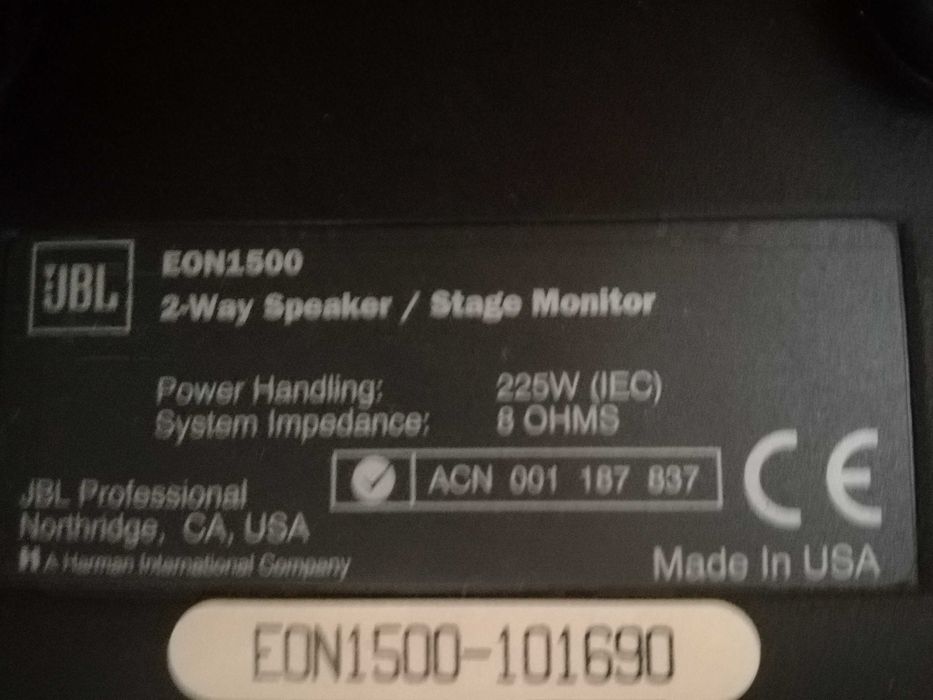 JBL
EON1500
2-Way Speaker / Stage Monitor
Power Handling: 225W (IEC)
System Impedance: 8 OHMS
ACN 001 187 837
CE
JBL Professional
Northridge, CA, USA
A Harman International Company
Made In USA
EON1500-101690